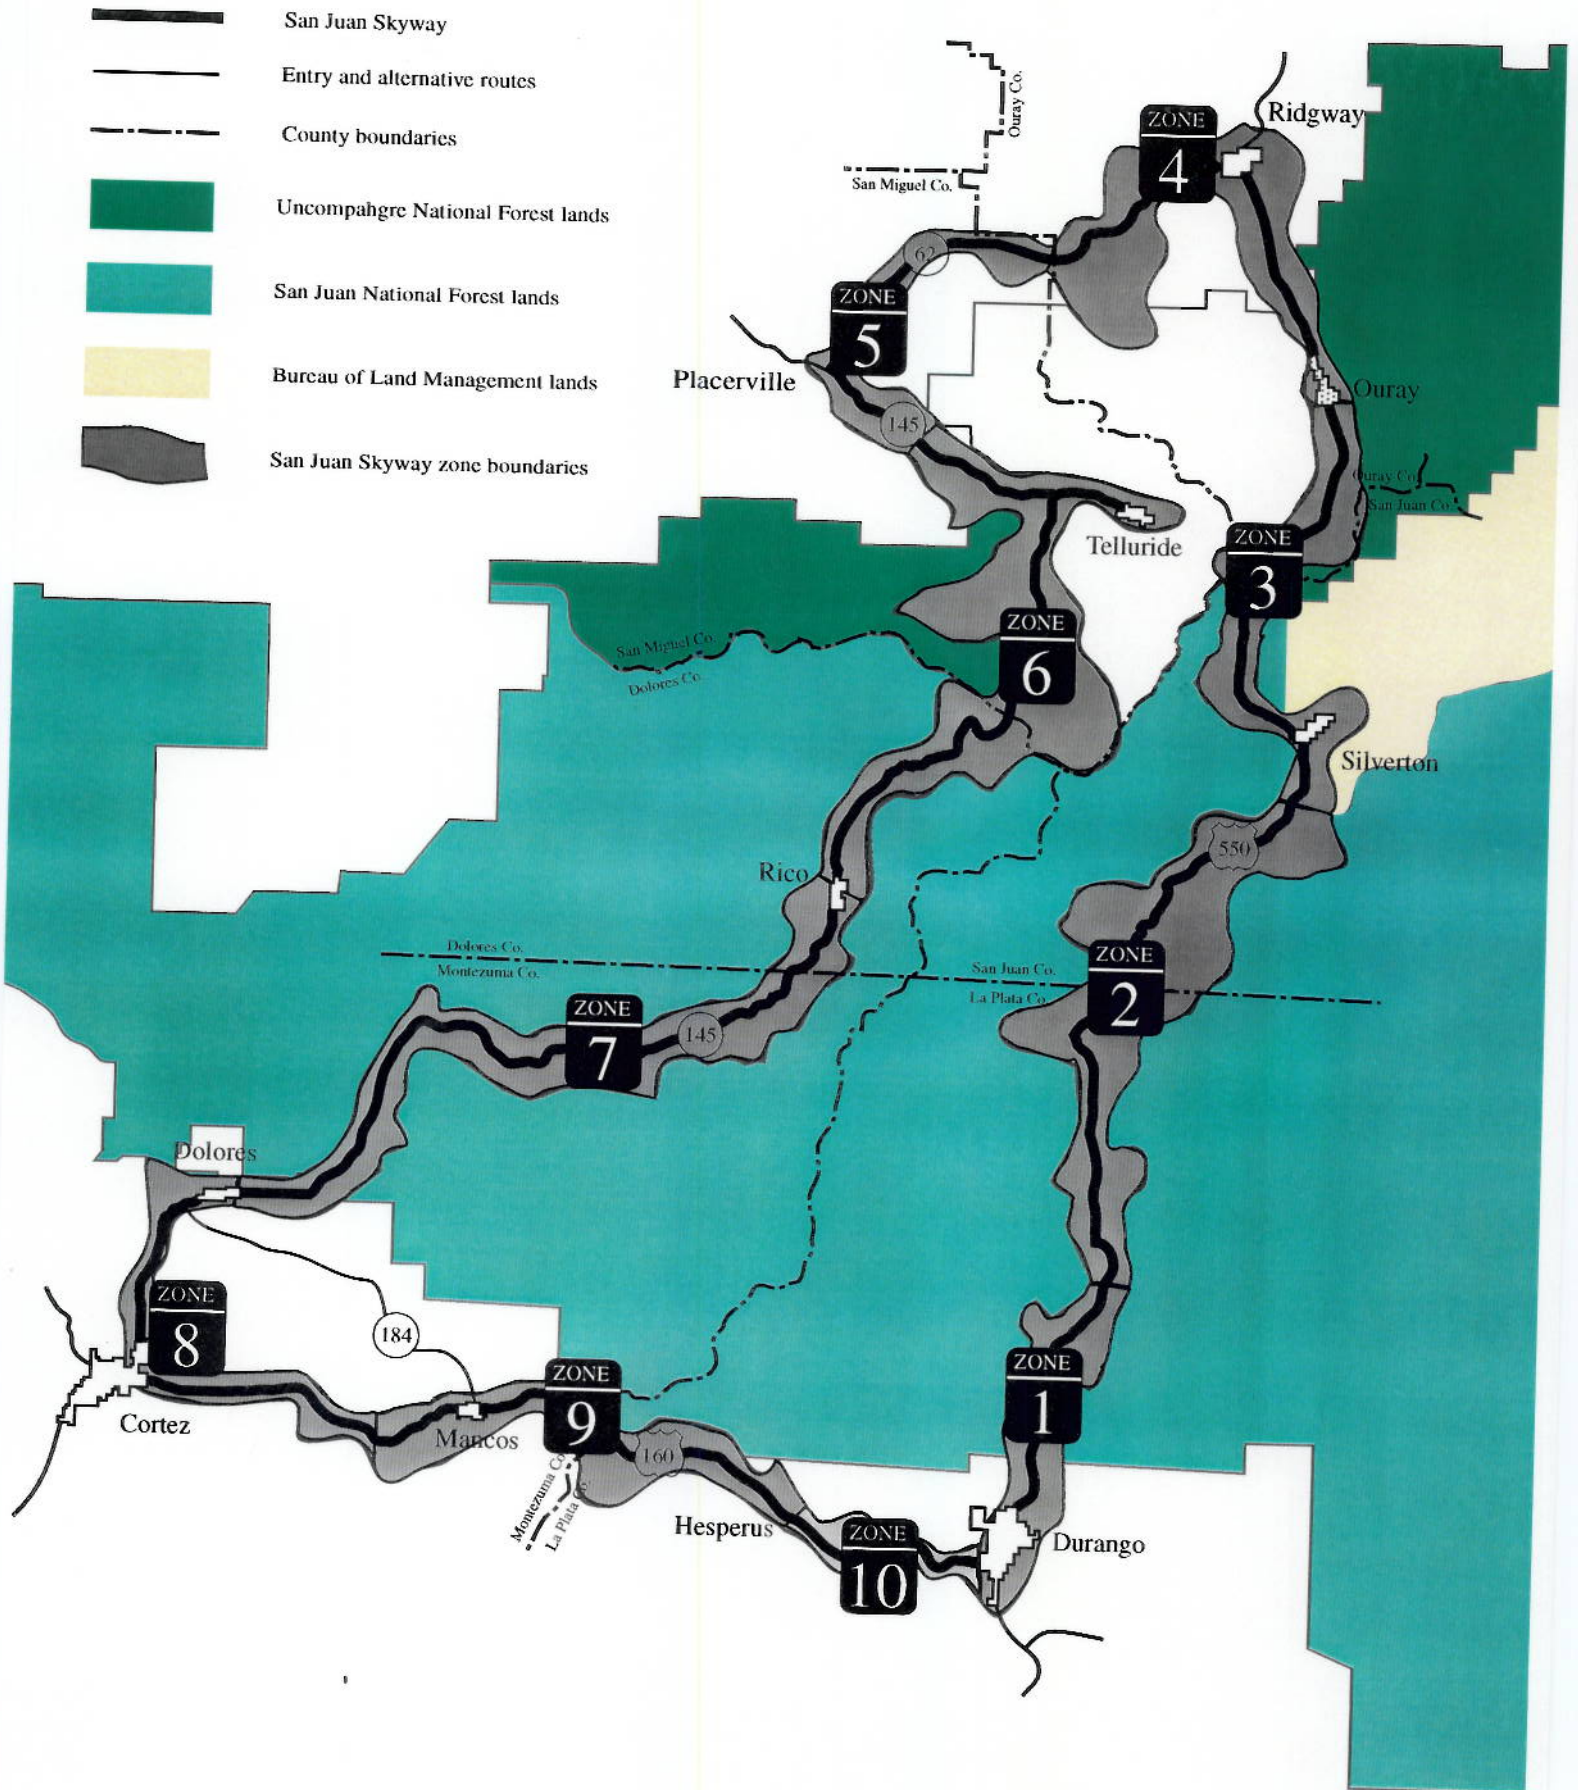 San Juan Skyway
Entry and alternative routes
County boundaries
Uncompahgre National Forest lands
San Juan National Forest lands
Bureau of Land Management lands
San Juan Skyway zone boundaries
Ouray Co.
San Miguel Co.
ZONE
4
Ridgway
62
ZONE
5
Placerville
145
Ouray
Ouray Co.
San Juan Co.
Telluride
ZONE
3
ZONE
6
San Miguel Co.
Dolores Co.
Silverton
550
Rico
Dolores Co.
Montezuma Co.
San Juan Co.
La Plata Co.
ZONE
2
ZONE
7
145
Dolores
ZONE
8
184
Cortez
Mancos
ZONE
9
160
Montezuma Co.
La Plata Co.
Hesperus
ZONE
10
ZONE
1
Durango